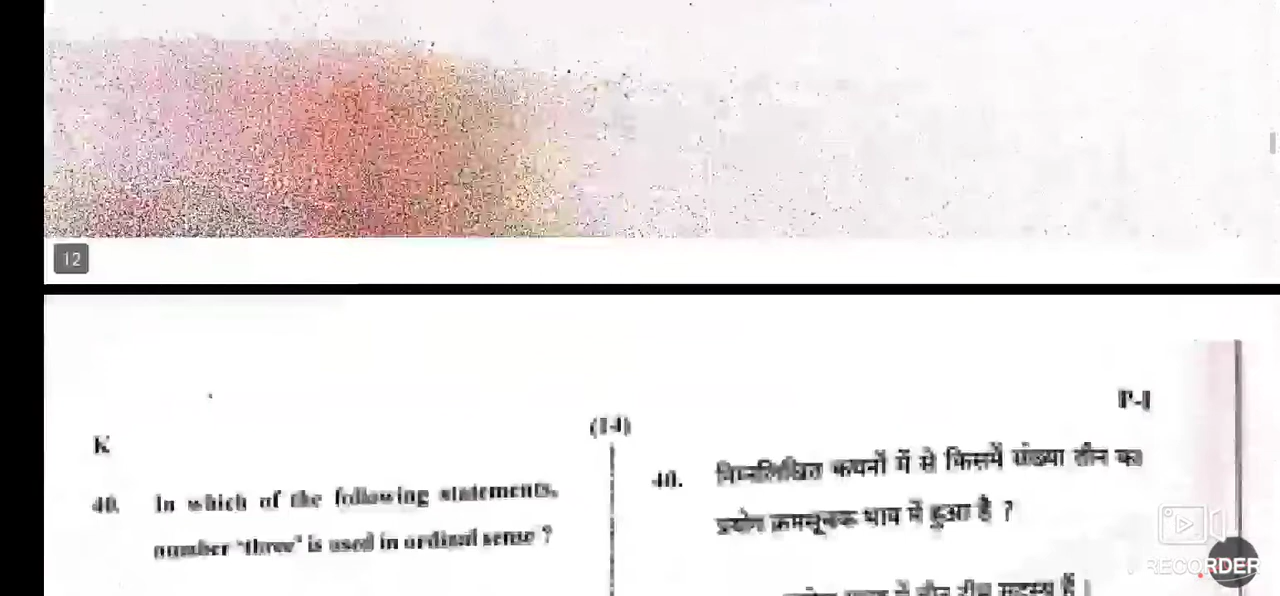 12
P-I
(14)
K
40. In which of the following statements,
number 'three' is used in ordinal sense ?
40. निम्नलिखित कथनों में से किसमें संख्या तीन का
प्रयोग क्रमसूचक भाव में हुआ है ?
में तीन टीम सदस्य हैं।
RECORDER